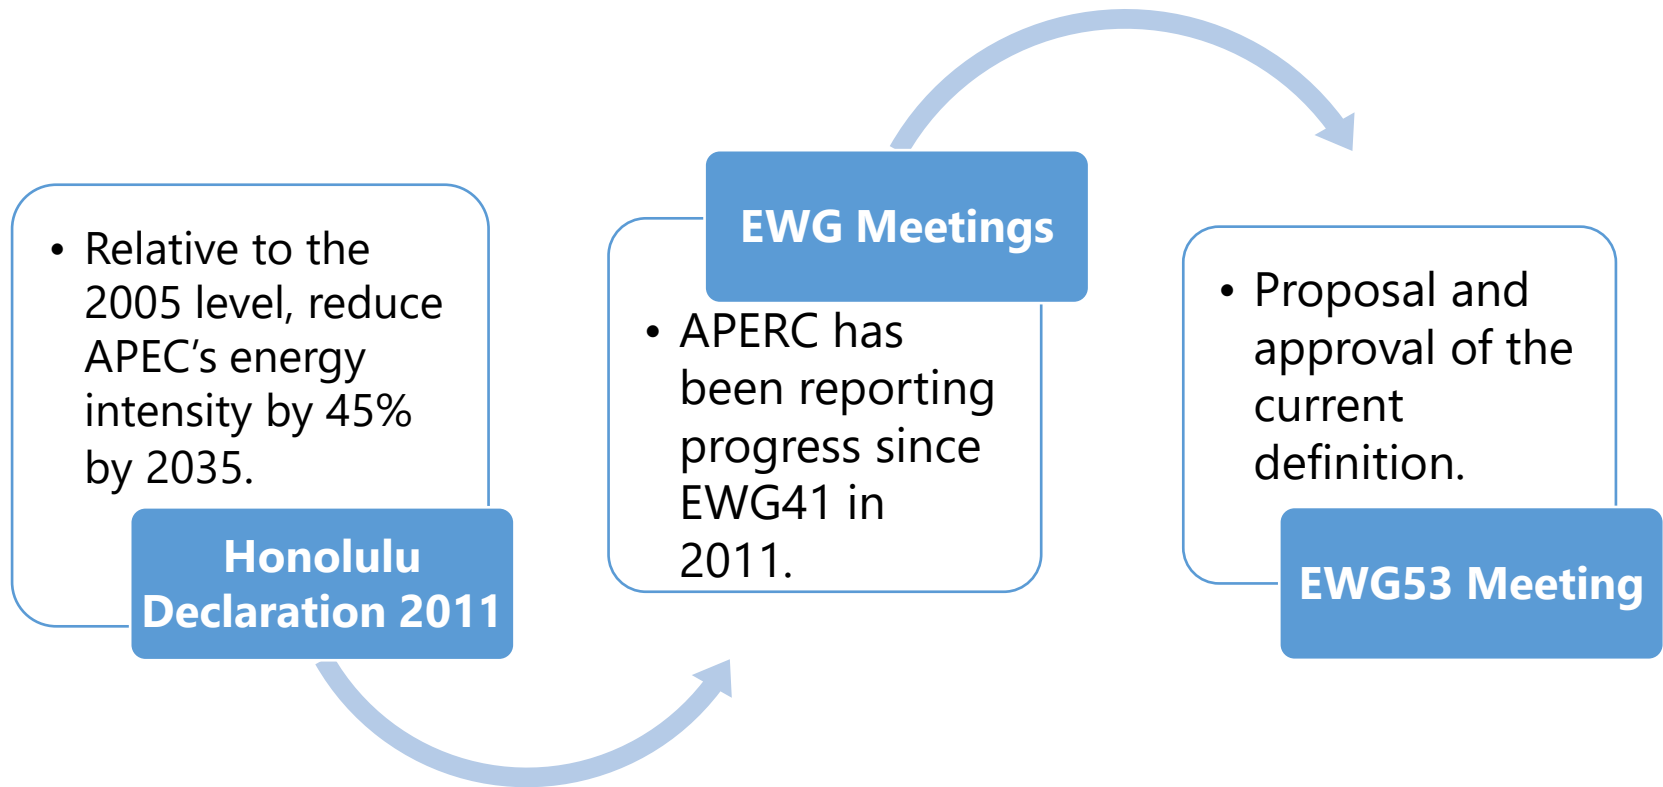 • Relative to the
2005 level, reduce
APEC’s energy
intensity by 45%
by 2035.
Honolulu
Declaration 2011
EWG Meetings
• APERC has
been reporting
progress since
EWG41 in
2011.
• Proposal and
approval of the
current
definition.
EWG53 Meeting